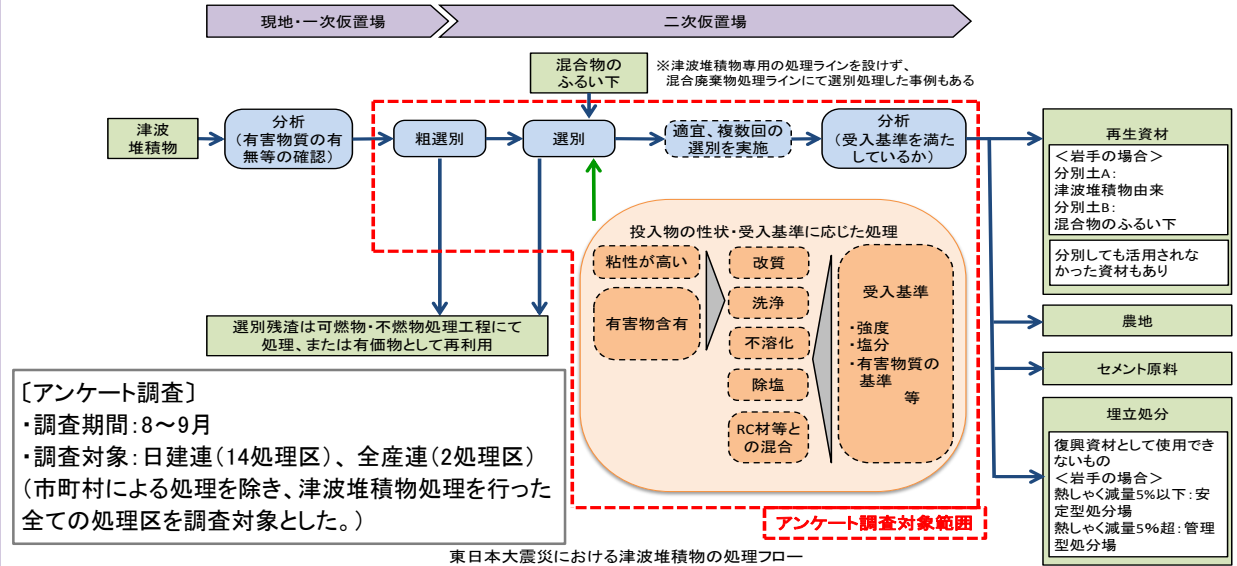 現地・一次仮置場
二次仮置場
混合物の
ふるい下
※津波堆積物専用の処理ラインを設けず、
混合廃棄物処理ラインにて選別処理した事例もある
津波
堆積物
分析
(有害物質の有
無等の確認)
粗選別
選別
適宜、複数回の
選別を実施
分析
(受入基準を満た
しているか)
再生資材
<岩手の場合>
分別土A:
津波堆積物由来
分別土B:
混合物のふるい下
分別しても活用されな
かった資材もあり
投入物の性状・受入基準に応じた処理
粘性が高い
有害物含有
改質
洗浄
不溶化
除塩
RC材等と
の混合
受入基準
・強度
・塩分
・有害物質の
基準
等
選別残渣は可燃物・不燃物処理工程にて
処理、または有価物として再利用
農地
セメント原料
埋立処分
復興資材として使用でき
ないもの
<岩手の場合>
熱しゃく減量5%以下:安
定型処分場
熱しゃく減量5%超:管理
型処分場
〔アンケート調査〕
・調査期間:8~9月
・調査対象:日建連(14処理区)、全産連(2処理区)
(市町村による処理を除き、津波堆積物処理を行った
全ての処理区を調査対象とした。)
アンケート調査対象範囲
東日本大震災における津波堆積物の処理フロー